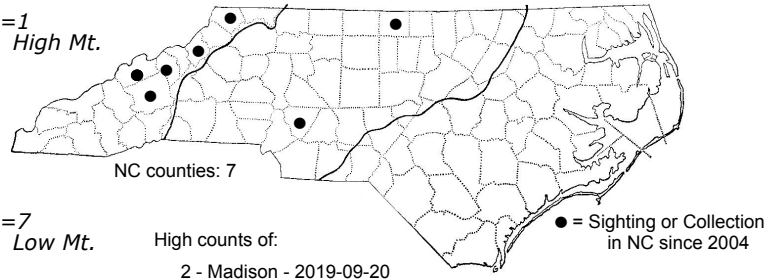 =1
High Mt.
NC counties: 7
=7
Low Mt.
High counts of:
2 - Madison - 2019-09-20
● = Sighting or Collection
in NC since 2004